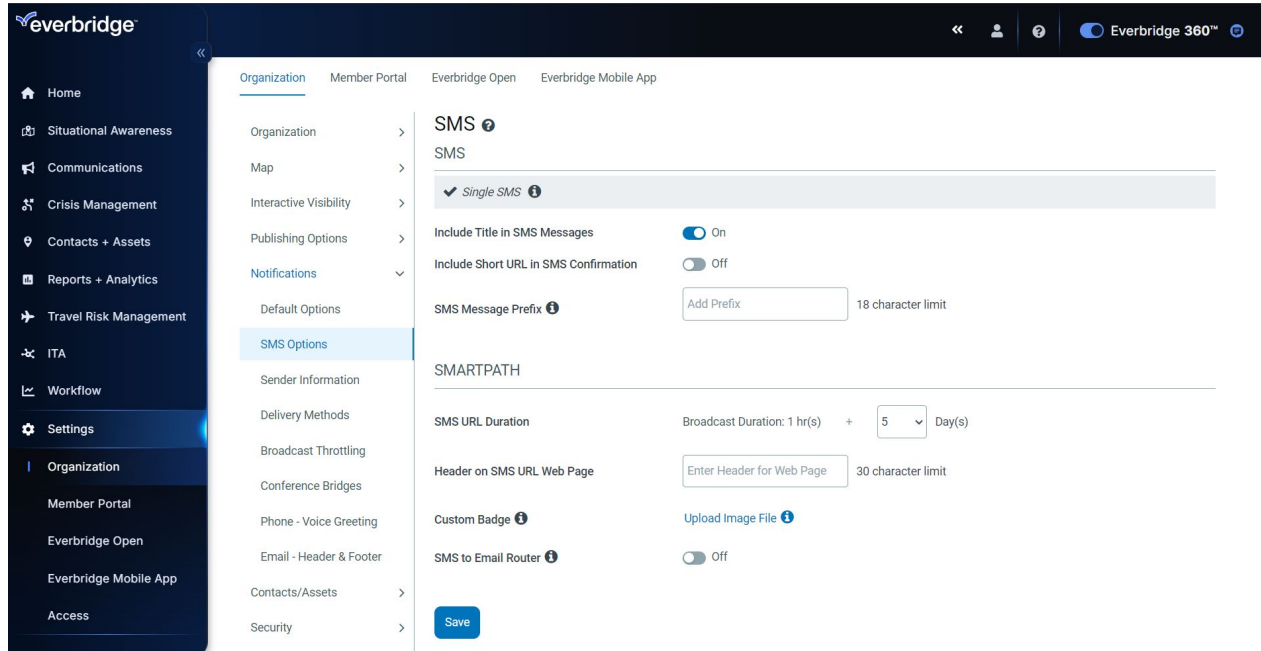 everbridge™
Everbridge 360™
Home
Situational Awareness
Communications
Crisis Management
Contacts + Assets
Reports + Analytics
Travel Risk Management
ITA
Workflow
Settings
Organization
Member Portal
Everbridge Open
Everbridge Mobile App
Access
Organization Member Portal Everbridge Open Everbridge Mobile App
Organization
Map
Interactive Visibility
Publishing Options
Notifications
Default Options
SMS Options
Sender Information
Delivery Methods
Broadcast Throttling
Conference Bridges
Phone - Voice Greeting
Email - Header & Footer
Contacts/Assets
Security
SMS
SMS
Single SMS
Include Title in SMS Messages On
Include Short URL in SMS Confirmation Off
SMS Message Prefix Add Prefix 18 character limit
SMARTPATH
SMS URL Duration Broadcast Duration: 1 hr(s) + 5 Day(s)
Header on SMS URL Web Page Enter Header for Web Page 30 character limit
Custom Badge Upload Image File
SMS to Email Router Off
Save